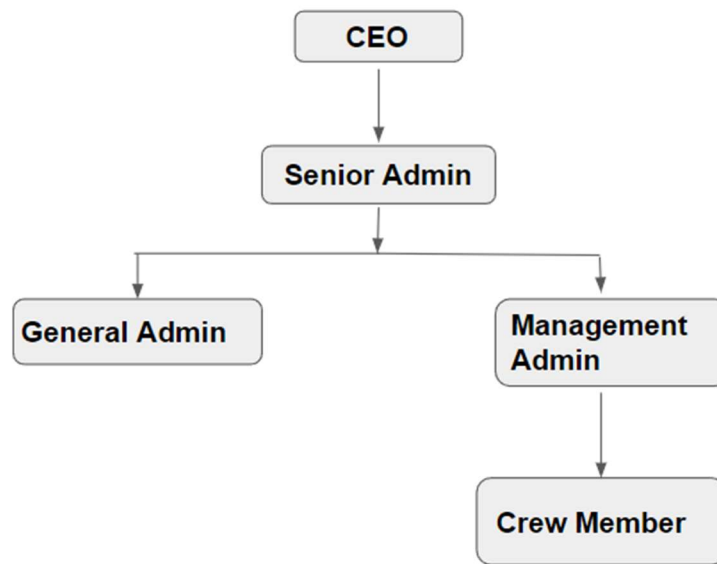 CEO
Senior Admin
General Admin
Management
Admin
Crew Member